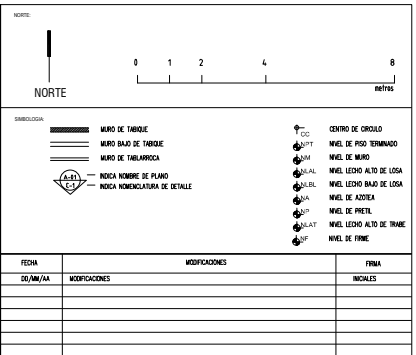 NORTE:
NORTE
0 1 2 4 8
metros
SIMBOLOGIA:
MURO DE TABIQUE
MURO BAJO DE TABIQUE
MURO DE TABLARROCA
A-01 INDICA NOMBRE DE PLANO
C-1 INDICA NOMENCLATURA DE DETALLE
CC CENTRO DE CIRCULO
NPT NIVEL DE PISO TERMINADO
NM NIVEL DE MURO
NLAL NIVEL LECHO ALTO DE LOSA
NLBL NIVEL LECHO BAJO DE LOSA
NA NIVEL DE AZOTEA
NP NIVEL DE PRETIL
NLAT NIVEL LECHO ALTO DE TRABE
NF NIVEL DE FIRME
FECHA MODIFICACIONES FIRMA
DD/MM/AA MODIFICACIONES INICIALES